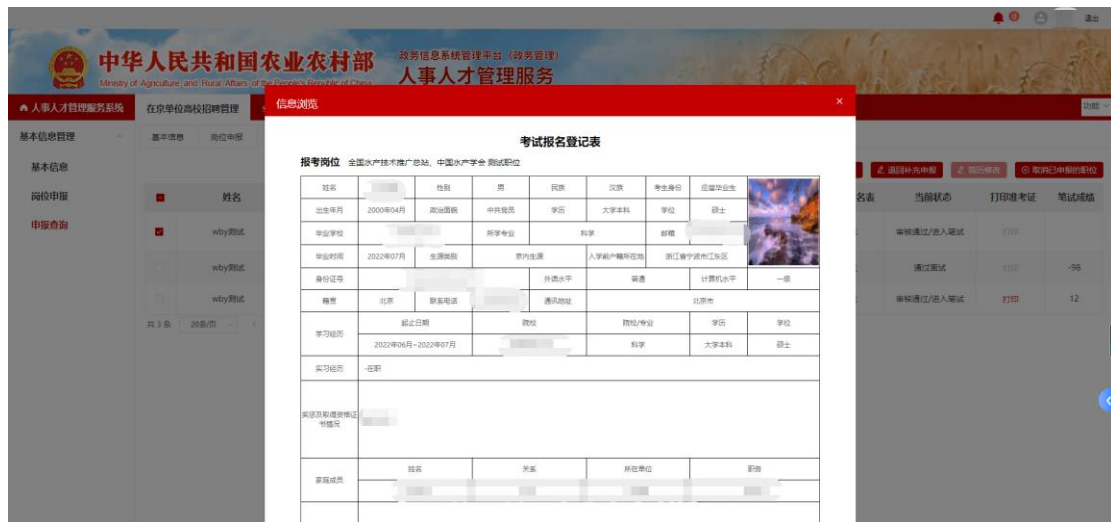 0 退出
中华人民共和国农业农村部
Ministry of Agriculture and Rural Affairs of the People's Republic of China
政务信息系统管理平台（政务管理）
人事人才管理服务
人事人才管理服务系统 在京单位高校招聘管理 功能
信息浏览 ×
基本信息管理 基本信息 岗位申报
基本信息
岗位申报
申报查询
退回补充申报 简历修改 取消已申报的职位
姓名 名表 当前状态 打印准考证 笔试成绩
wby测试 审核通过/进入笔试 打印
wby测试 通过面试 打印 -98
wby测试 审核通过/进入笔试 打印 12
共 3 条 20条/页
考试报名登记表
报考岗位 全国水产技术推广总站、中国水产学会 测试职位
姓名 性别 男 民族 汉族 考生身份 应届毕业生
出生年月 2000年04月 政治面貌 中共党员 学历 大学本科 学位 硕士
毕业学校 所学专业 科学 邮箱
毕业时间 2022年07月 生源类别 京内生源 入学前户籍所在地 浙江省宁波市江东区
身份证号 外语水平 普通 计算机水平 一级
籍贯 北京 联系电话 通讯地址 北京市
学习经历 起止日期 院校 院校/专业 学历 学位
2022年06月~2022年07月 科学 大学本科 硕士
实习经历 -在职
奖惩及取得资格证书情况
家庭成员 姓名 关系 所在单位 职务